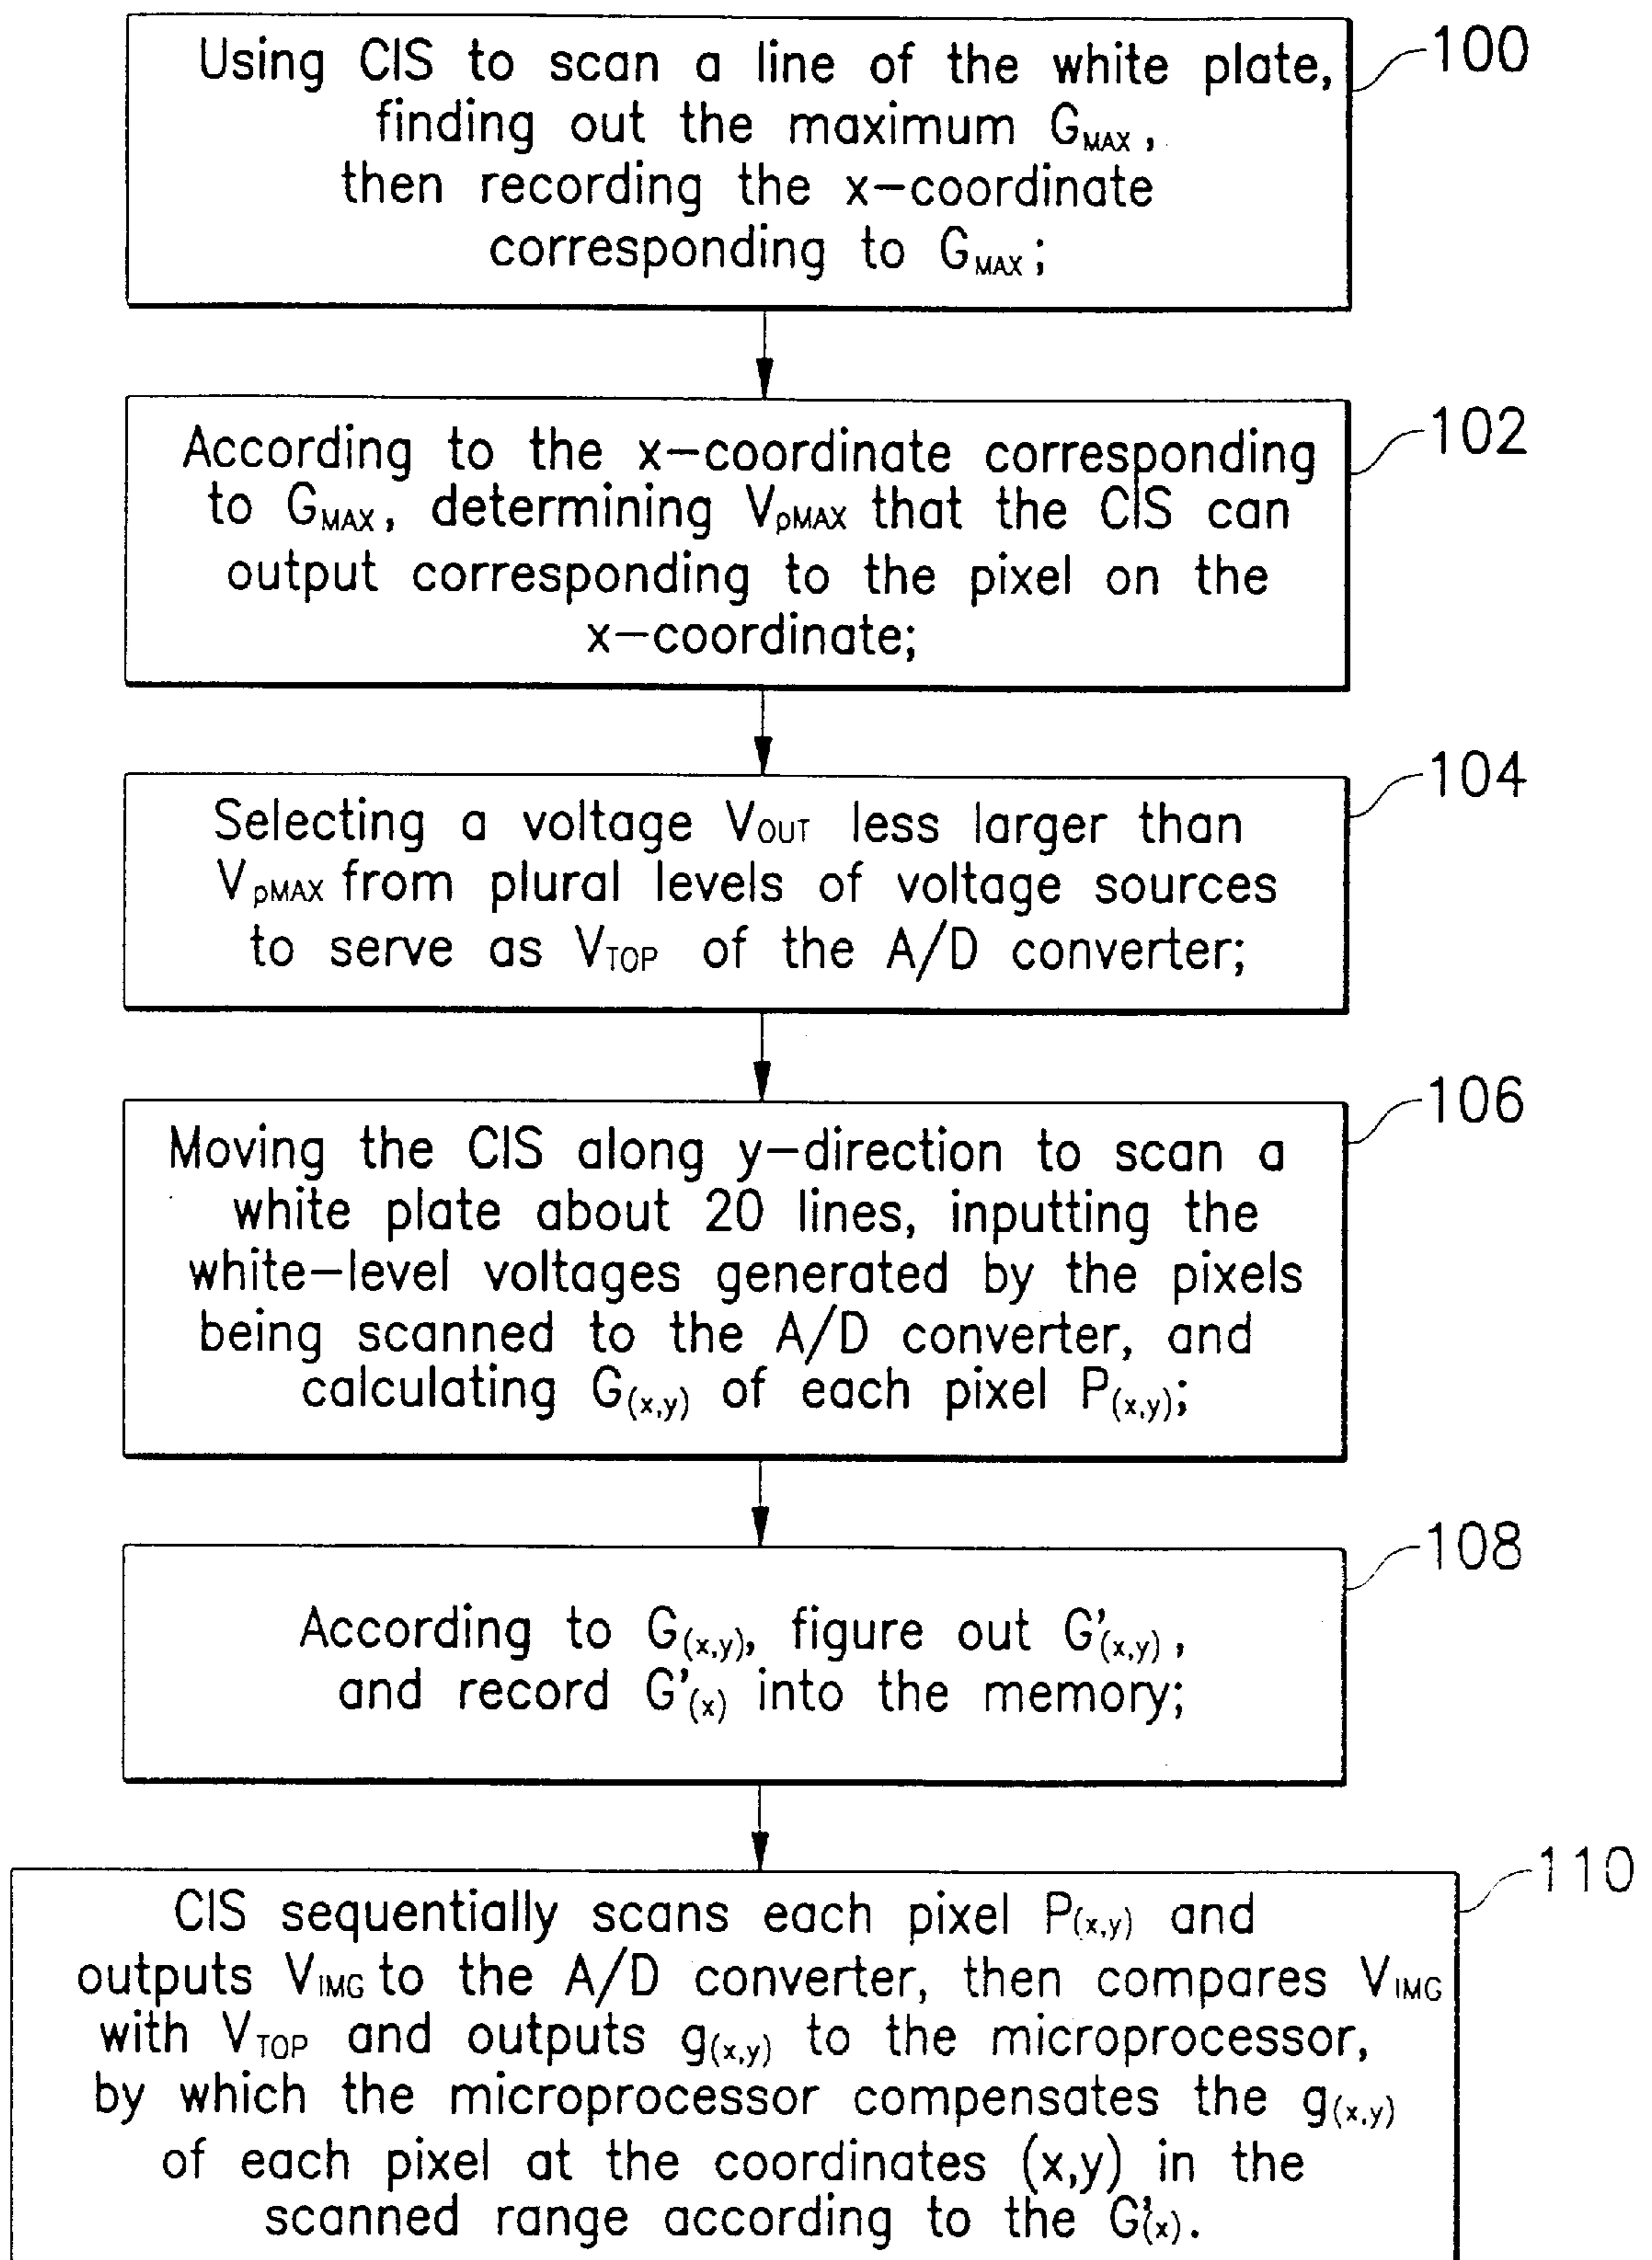 Using CIS to scan a line of the white plate,
finding out the maximum GMAX,
then recording the x-coordinate
corresponding to GMAX;
100
According to the x-coordinate corresponding
to GMAX, determining VpMAX that the CIS can
output corresponding to the pixel on the
x-coordinate;
102
Selecting a voltage VOUT less larger than
VpMAX from plural levels of voltage sources
to serve as VTOP of the A/D converter;
104
Moving the CIS along y-direction to scan a
white plate about 20 lines, inputting the
white-level voltages generated by the pixels
being scanned to the A/D converter, and
calculating G(x,y) of each pixel P(x,y);
106
According to G(x,y), figure out G'(x,y),
and record G'(x) into the memory;
108
CIS sequentially scans each pixel P(x,y) and
outputs VIMG to the A/D converter, then compares VIMG
with VTOP and outputs g(x,y) to the microprocessor,
by which the microprocessor compensates the g(x,y)
of each pixel at the coordinates (x,y) in the
scanned range according to the G'(x).
110